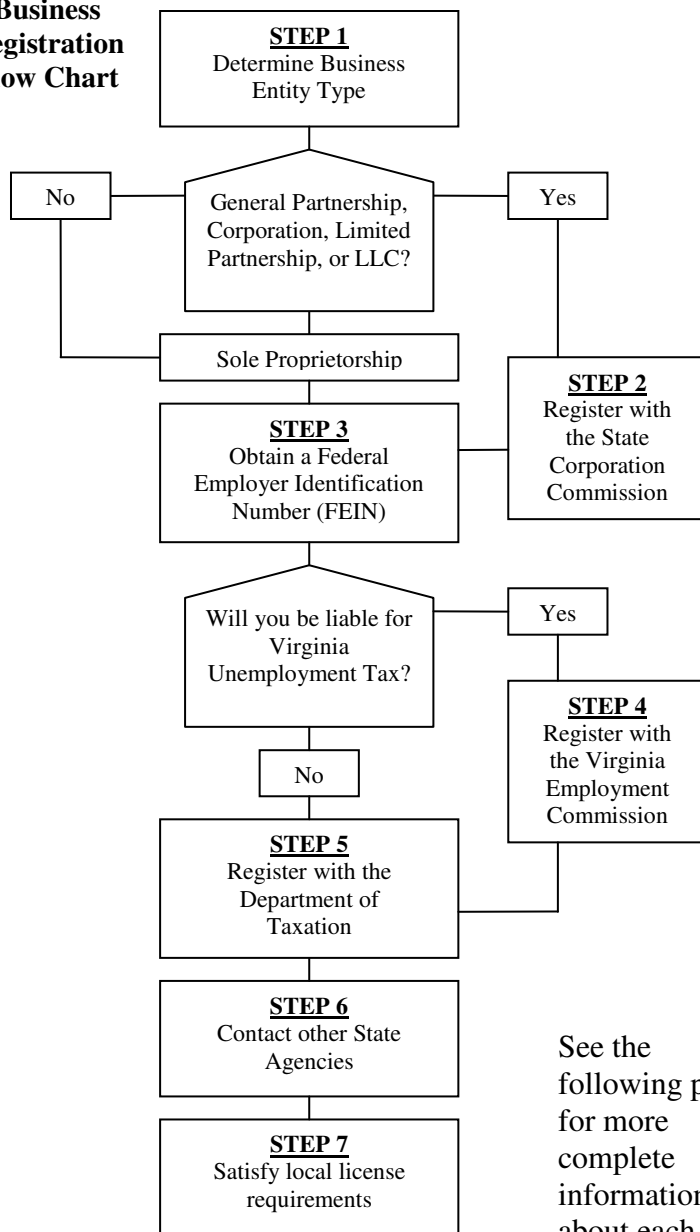 Business
egistration
ow Chart
STEP 1
Determine Business
Entity Type
No
General Partnership,
Corporation, Limited
Partnership, or LLC?
Yes
Sole Proprietorship
STEP 2
Register with
the State
Corporation
Commission
STEP 3
Obtain a Federal
Employer Identification
Number (FEIN)
Will you be liable for
Virginia
Unemployment Tax?
Yes
No
STEP 4
Register with
the Virginia
Employment
Commission
STEP 5
Register with the
Department of
Taxation
STEP 6
Contact other State
Agencies
STEP 7
Satisfy local license
requirements
See the
following p
for more
complete
information
about each